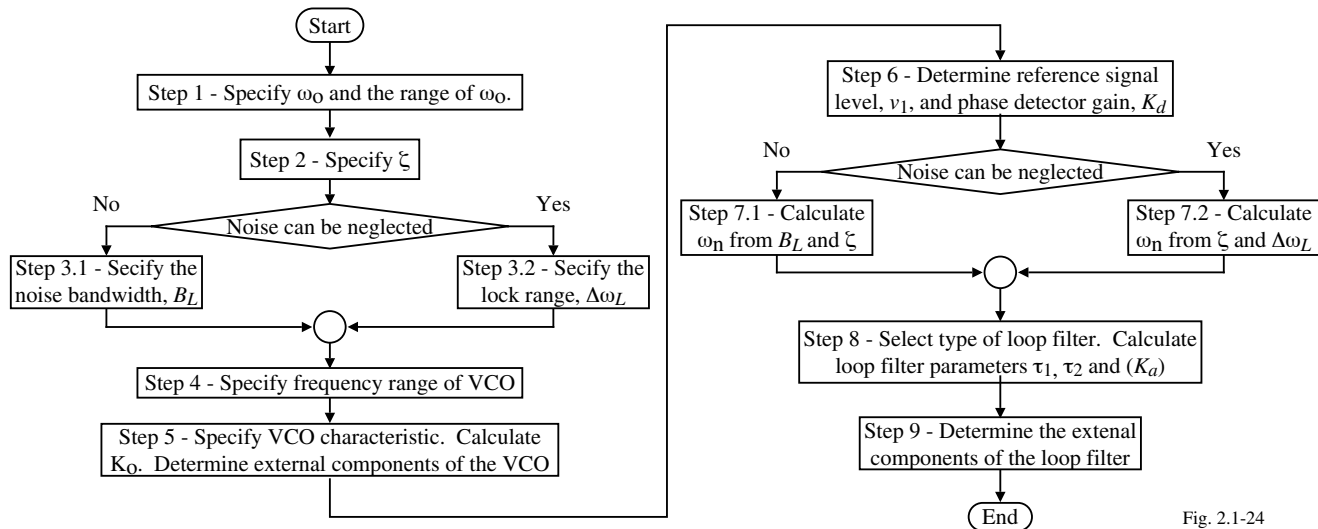 Start
Step 1 - Specify ωo and the range of ωo.
Step 2 - Specify ζ
Noise can be neglected
No
Yes
Step 3.1 - Secify the
noise bandwidth, BL
Step 3.2 - Secify the
lock range, ΔωL
Step 4 - Specify frequency range of VCO
Step 5 - Specify VCO characteristic. Calculate
Ko. Determine external components of the VCO
Step 6 - Determine reference signal
level, v1, and phase detector gain, Kd
Noise can be neglected
No
Yes
Step 7.1 - Calculate
ωn from BL and ζ
Step 7.2 - Calculate
ωn from ζ and ΔωL
Step 8 - Select type of loop filter. Calculate
loop filter parameters τ1, τ2 and (Ka)
Step 9 - Determine the extenal
components of the loop filter
End
Fig. 2.1-24